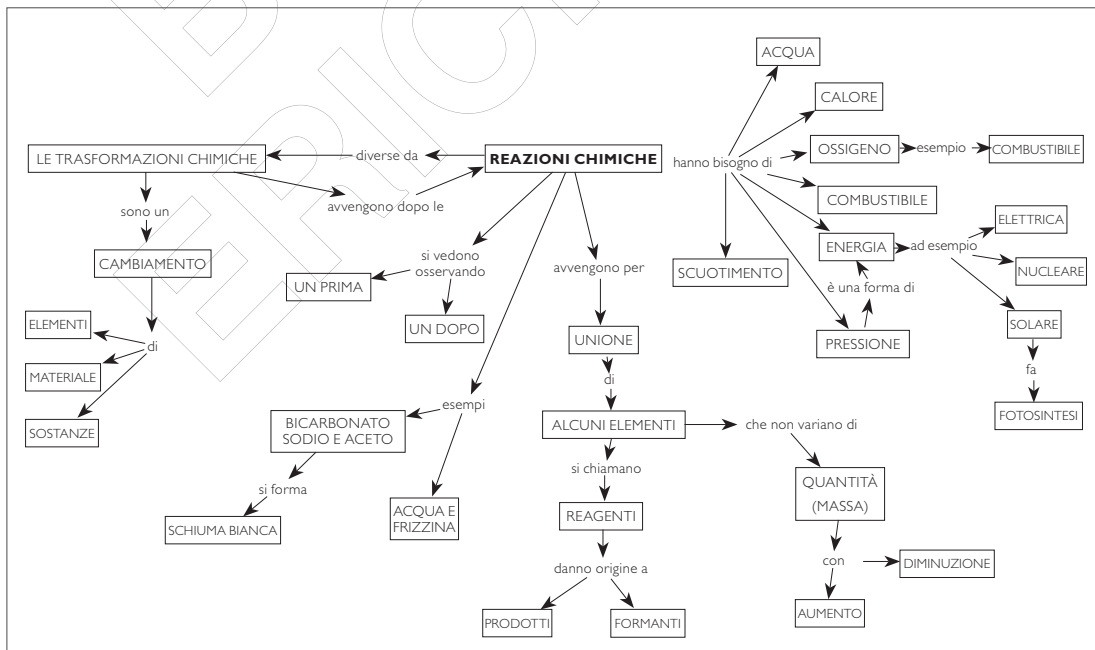 ACQUA
CALORE
LE TRASFORMAZIONI CHIMICHE
diverse da
REAZIONI CHIMICHE
hanno bisogno di
OSSIGENO
esempio
COMBUSTIBILE
avvengono dopo le
COMBUSTIBILE
sono un
ELETTRICA
ENERGIA
ad esempio
CAMBIAMENTO
si vedono
osservando
avvengono per
SCUOTIMENTO
NUCLEARE
UN PRIMA
è una forma di
ELEMENTI
UN DOPO
SOLARE
di
UNIONE
PRESSIONE
MATERIALE
di
fa
SOSTANZE
esempi
FOTOSINTESI
BICARBONATO
SODIO E ACETO
ALCUNI ELEMENTI
che non variano di
si chiamano
QUANTITÀ
(MASSA)
si forma
ACQUA E
FRIZZINA
REAGENTI
SCHIUMA BIANCA
con
DIMINUZIONE
danno origine a
AUMENTO
PRODOTTI
FORMANTI
ERIC